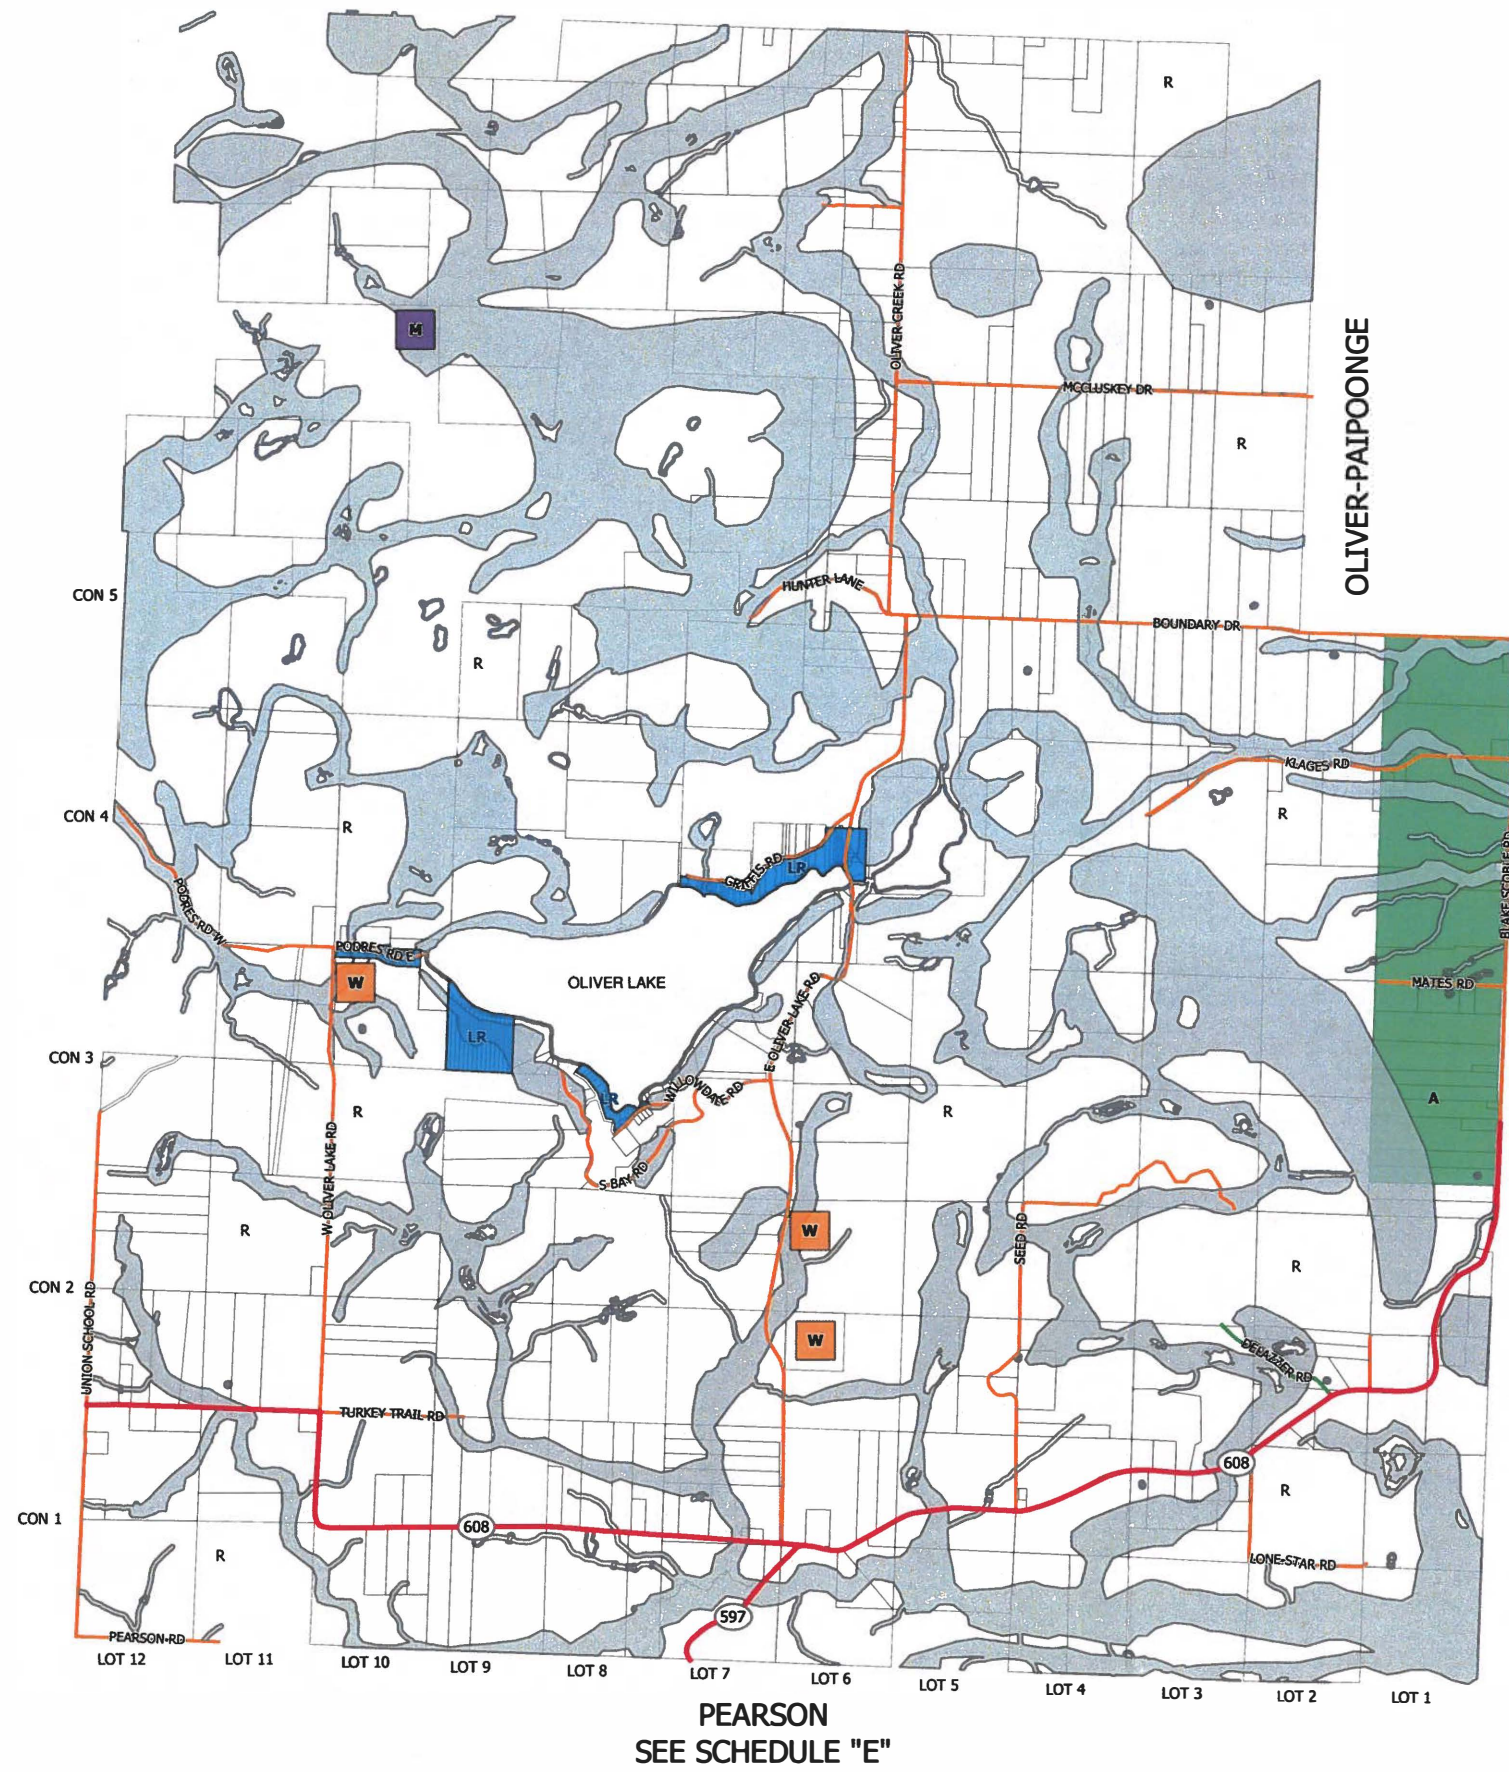 R
OLIVER CREEK RD
M
MCCLUSKEY DR
R
OLIVER-PAIPOONGE
CON 5
HUNTER LANE
BOUNDARY DR
R
KLAGES RD
CON 4
R
R
GRIFFIS RD
LR
BLAKE SCOBLE RD
PODRES RD W
PODRES RD E
W
OLIVER LAKE
E OLIVER LAKE RD
MATES RD
LR
CON 3
WILLOWDALE RD
LR
R
R
A
W OLIVER LAKE RD
S BAY RD
R
W
SEED RD
R
CON 2
UNION SCHOOL RD
W
DELAZZER RD
TURKEY TRAIL RD
608
R
CON 1
608
R
LONE STAR RD
597
PEARSON RD
LOT 12
LOT 11
LOT 10
LOT 9
LOT 8
LOT 7
LOT 6
LOT 5
LOT 4
LOT 3
LOT 2
LOT 1
PEARSON
SEE SCHEDULE "E"